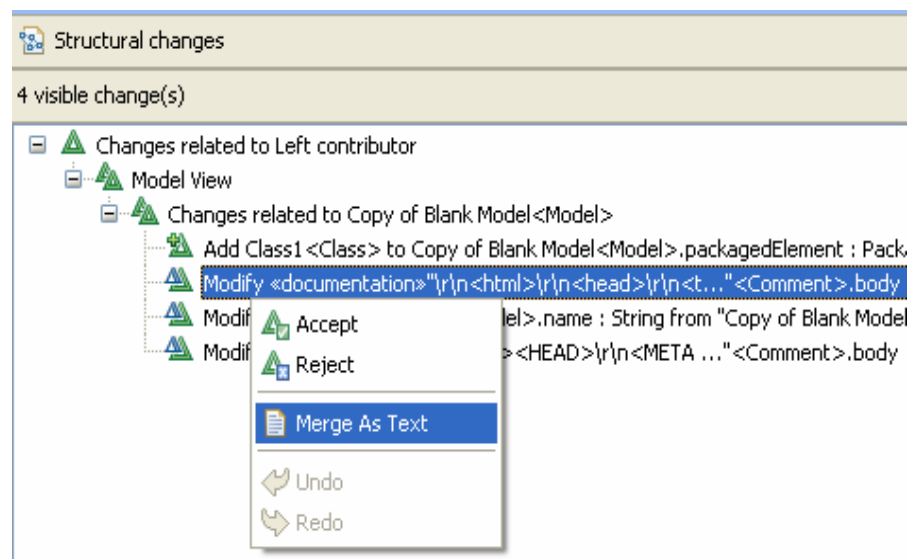 Structural changes
4 visible change(s)
Changes related to Left contributor
Model View
Changes related to Copy of Blank Model<Model>
Add Class1<Class> to Copy of Blank Model<Model>.packagedElement : Pack
Modify «documentation»"\r\n<html>\r\n<head>\r\n<t..."<Comment>.body
Modif lel>.name : String from "Copy of Blank Model
Modif ><HEAD>\r\n<META ..."<Comment>.body
Accept
Reject
Merge As Text
Undo
Redo